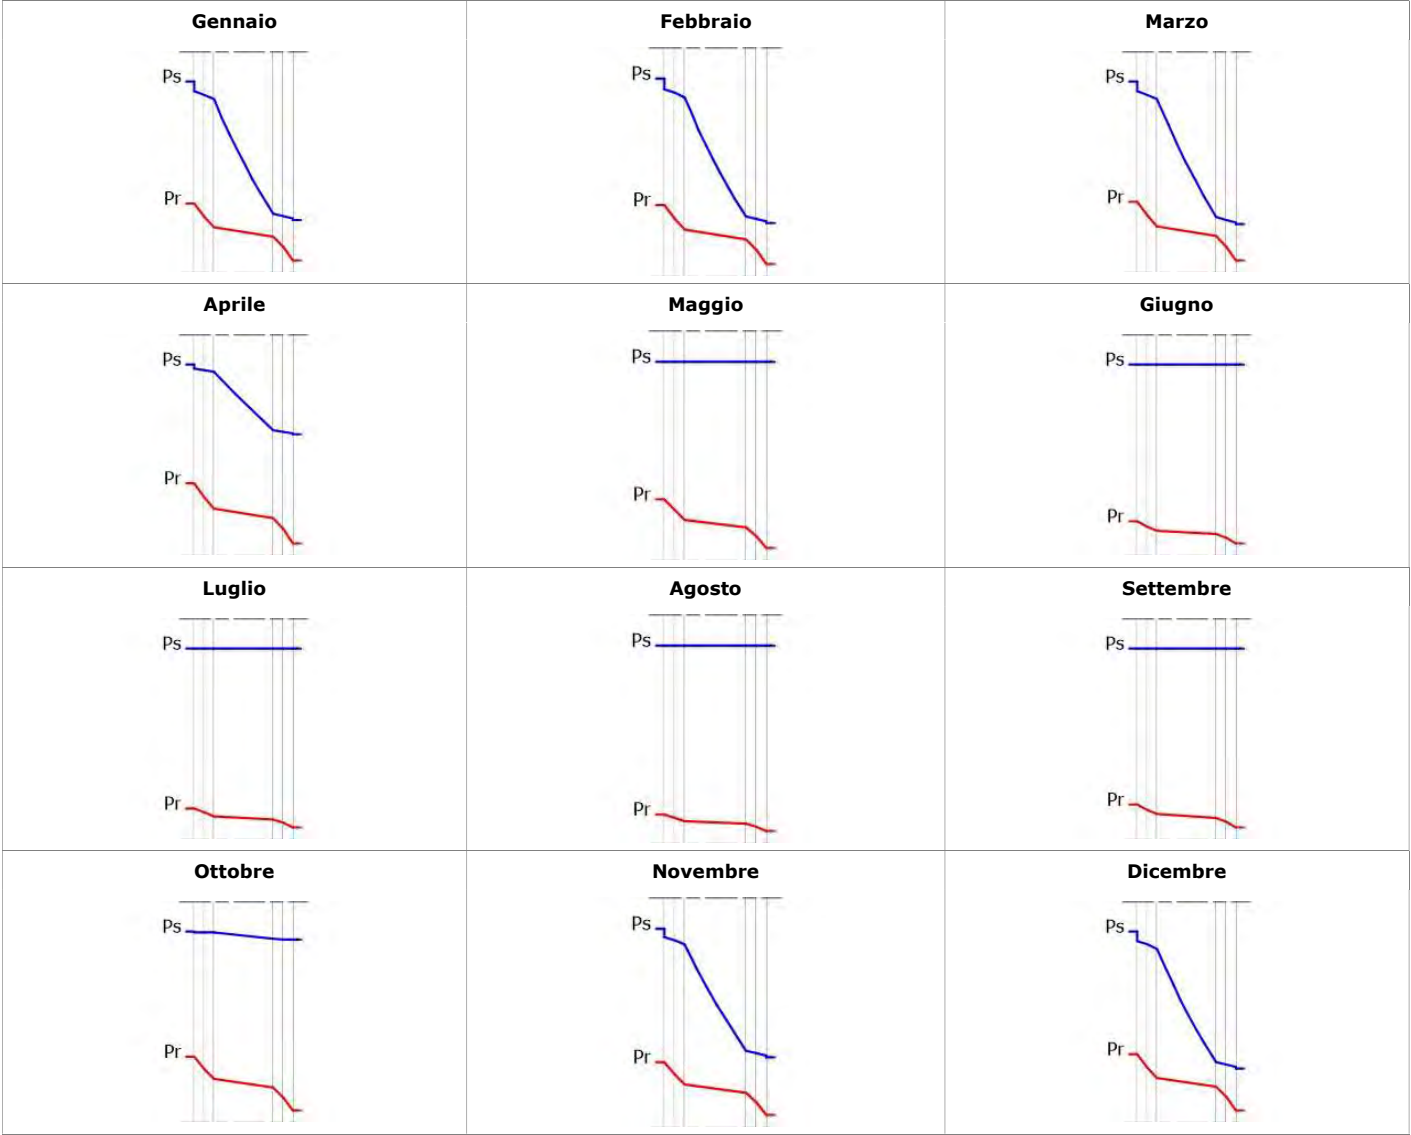 Gennaio
Febbraio
Marzo
Ps
Pr
Ps
Pr
Ps
Pr
Aprile
Maggio
Giugno
Ps
Pr
Ps
Pr
Ps
Pr
Luglio
Agosto
Settembre
Ps
Pr
Ps
Pr
Ps
Pr
Ottobre
Novembre
Dicembre
Ps
Pr
Ps
Pr
Ps
Pr